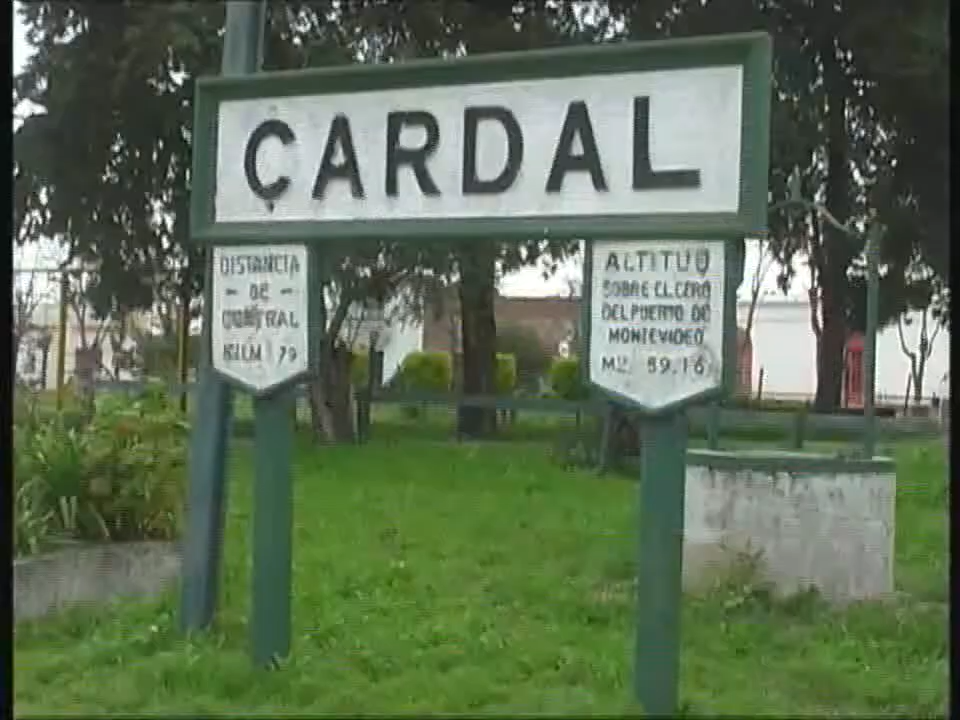 CARDAL
DISTANCIA
- DE -
CENTRAL
KILM. 79
ALTITUD
SOBRE EL CERO
DEL PUERTO DE
MONTEVIDEO
59,16